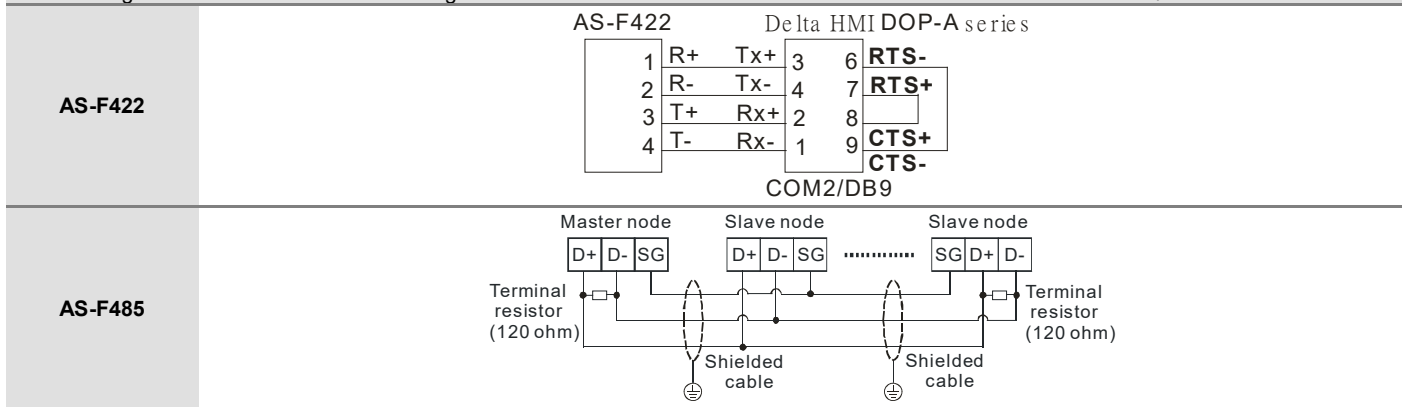 AS-F422
AS-F422 Delta HMI DOP-A series
1 R+ Tx+ 3 6 RTS-
2 R- Tx- 4 7 RTS+
3 T+ Rx+ 2 8
4 T- Rx- 1 9 CTS+
CTS-
COM2/DB9
AS-F485
Master node Slave node Slave node
D+ D- SG D+ D- SG SG D+ D-
Terminal
resistor
(120 ohm)
Terminal
resistor
(120 ohm)
Shielded
cable
Shielded
cable